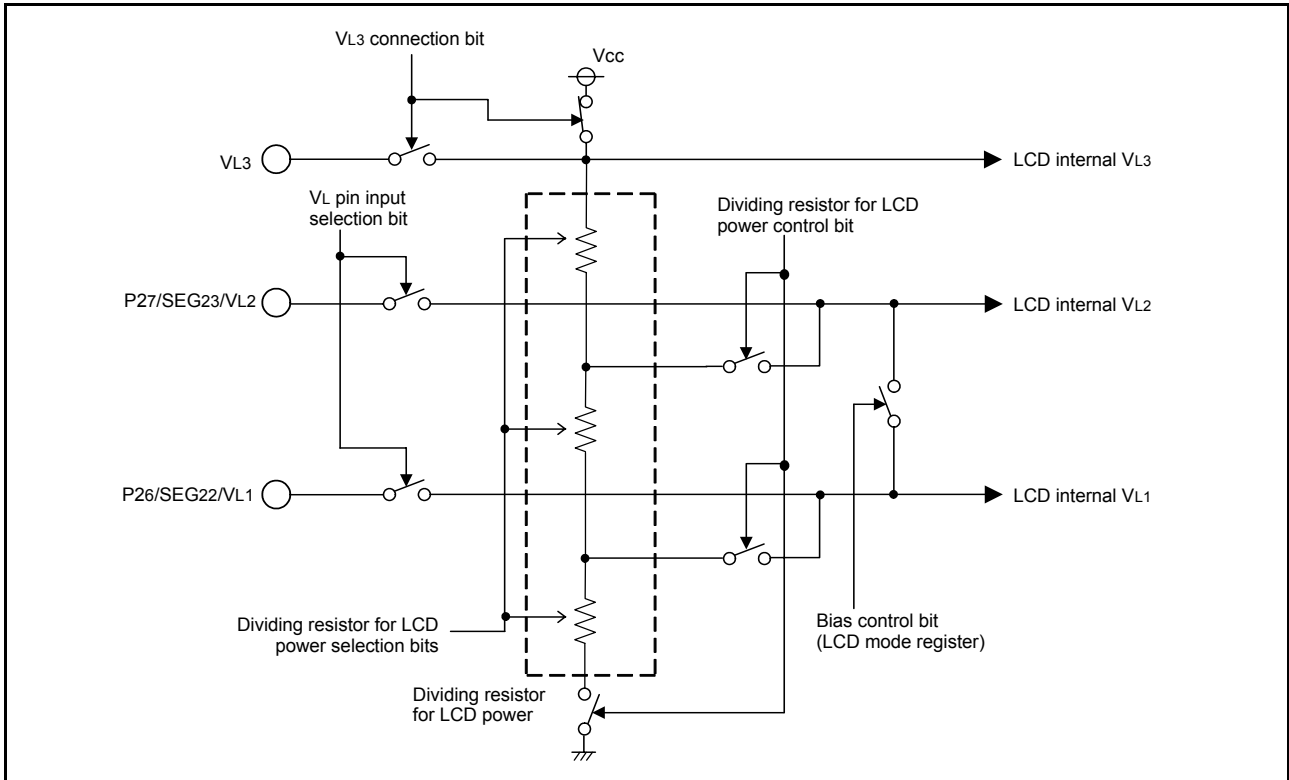 VL3 connection bit
Vcc
VL3
LCD internal VL3
VL pin input
selection bit
Dividing resistor for LCD
power control bit
P27/SEG23/VL2
LCD internal VL2
P26/SEG22/VL1
LCD internal VL1
Dividing resistor for LCD
power selection bits
Bias control bit
(LCD mode register)
Dividing resistor
for LCD power